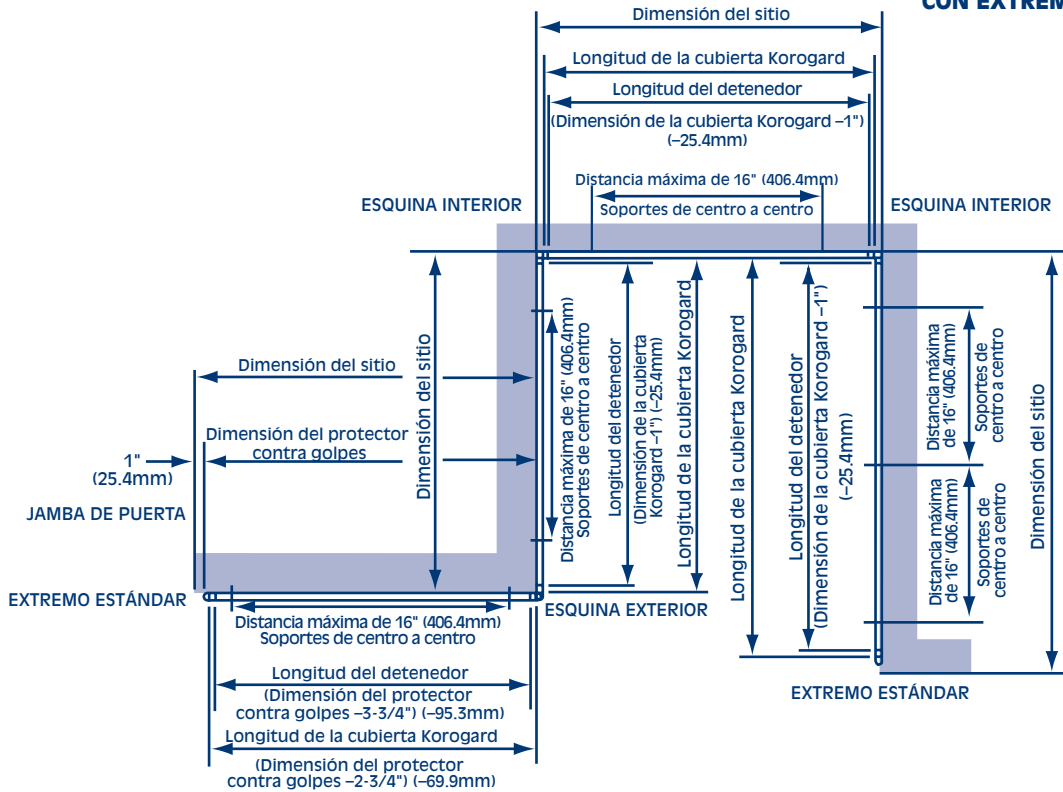 CON EXTREM
Dimensión del sitio
Longitud de la cubierta Korogard
Longitud del detenedor
(Dimensión de la cubierta Korogard –1")
(–25.4mm)
Distancia máxima de 16" (406.4mm)
Soportes de centro a centro
ESQUINA INTERIOR
ESQUINA INTERIOR
Dimensión del sitio
Dimensión del protector
contra golpes
1"
(25.4mm)
JAMBA DE PUERTA
EXTREMO ESTÁNDAR
Dimensión del sitio
Distancia máxima de 16" (406.4mm)
Soportes de centro a centro
Longitud del detenedor
(Dimensión de la cubierta
Korogard –1") (–25.4mm)
Longitud de la cubierta Korogard
Longitud de la cubierta Korogard
Longitud del detenedor
(Dimensión de la cubierta Korogard –1")
(–25.4mm)
Distancia máxima
de 16" (406.4mm)
Soportes de
centro a centro
Distancia máxima
de 16" (406.4mm)
Soportes de
centro a centro
Dimensión del sitio
ESQUINA EXTERIOR
Distancia máxima de 16" (406.4mm)
Soportes de centro a centro
Longitud del detenedor
(Dimensión del protector
contra golpes –3-3/4") (–95.3mm)
Longitud de la cubierta Korogard
(Dimensión del protector
contra golpes –2-3/4") (–69.9mm)
EXTREMO ESTÁNDAR